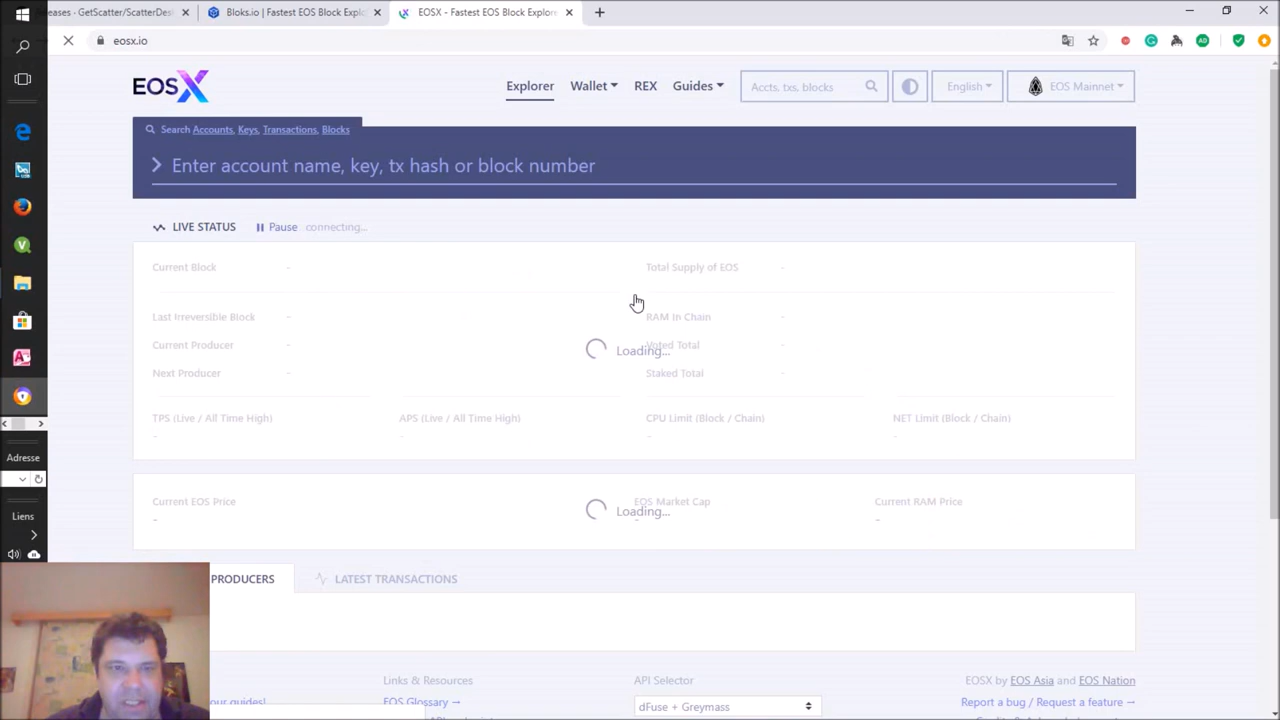 eases - GetScatter/ScatterDes
Bloks.io | Fastest EOS Block Explo
EOSX - Fastest EOS Block Explore
eosx.io
EOSX
Explorer
Wallet
REX
Guides
Accts, txs, blocks
English
EOS Mainnet
Search Accounts, Keys, Transactions, Blocks
Enter account name, key, tx hash or block number
LIVE STATUS
Pause
connecting...
Current Block -
Total Supply of EOS -
Last Irreversible Block -
RAM In Chain -
Current Producer -
Voted Total -
Loading...
Next Producer -
Staked Total -
TPS (Live / All Time High)
APS (Live / All Time High)
CPU Limit (Block / Chain)
NET Limit (Block / Chain)
-
-
-
-
Adresse
Current EOS Price
EOS Market Cap
Current RAM Price
Loading...
-
-
-
Liens
PRODUCERS
LATEST TRANSACTIONS
Links & Resources
API Selector
EOSX by EOS Asia and EOS Nation
our guides!
EOS Glossary →
dFuse + Greymass
Report a bug / Request a feature →